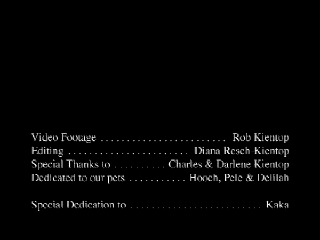 Video Footage ........................ Rob Kientop
Editing ....................... Diana Resch Kientop
Special Thanks to .......... Charles & Darlene Kientop
Dedicated to our pets ........... Hooch, Pele & Delilah
Special Dedication to ......................... Kaka